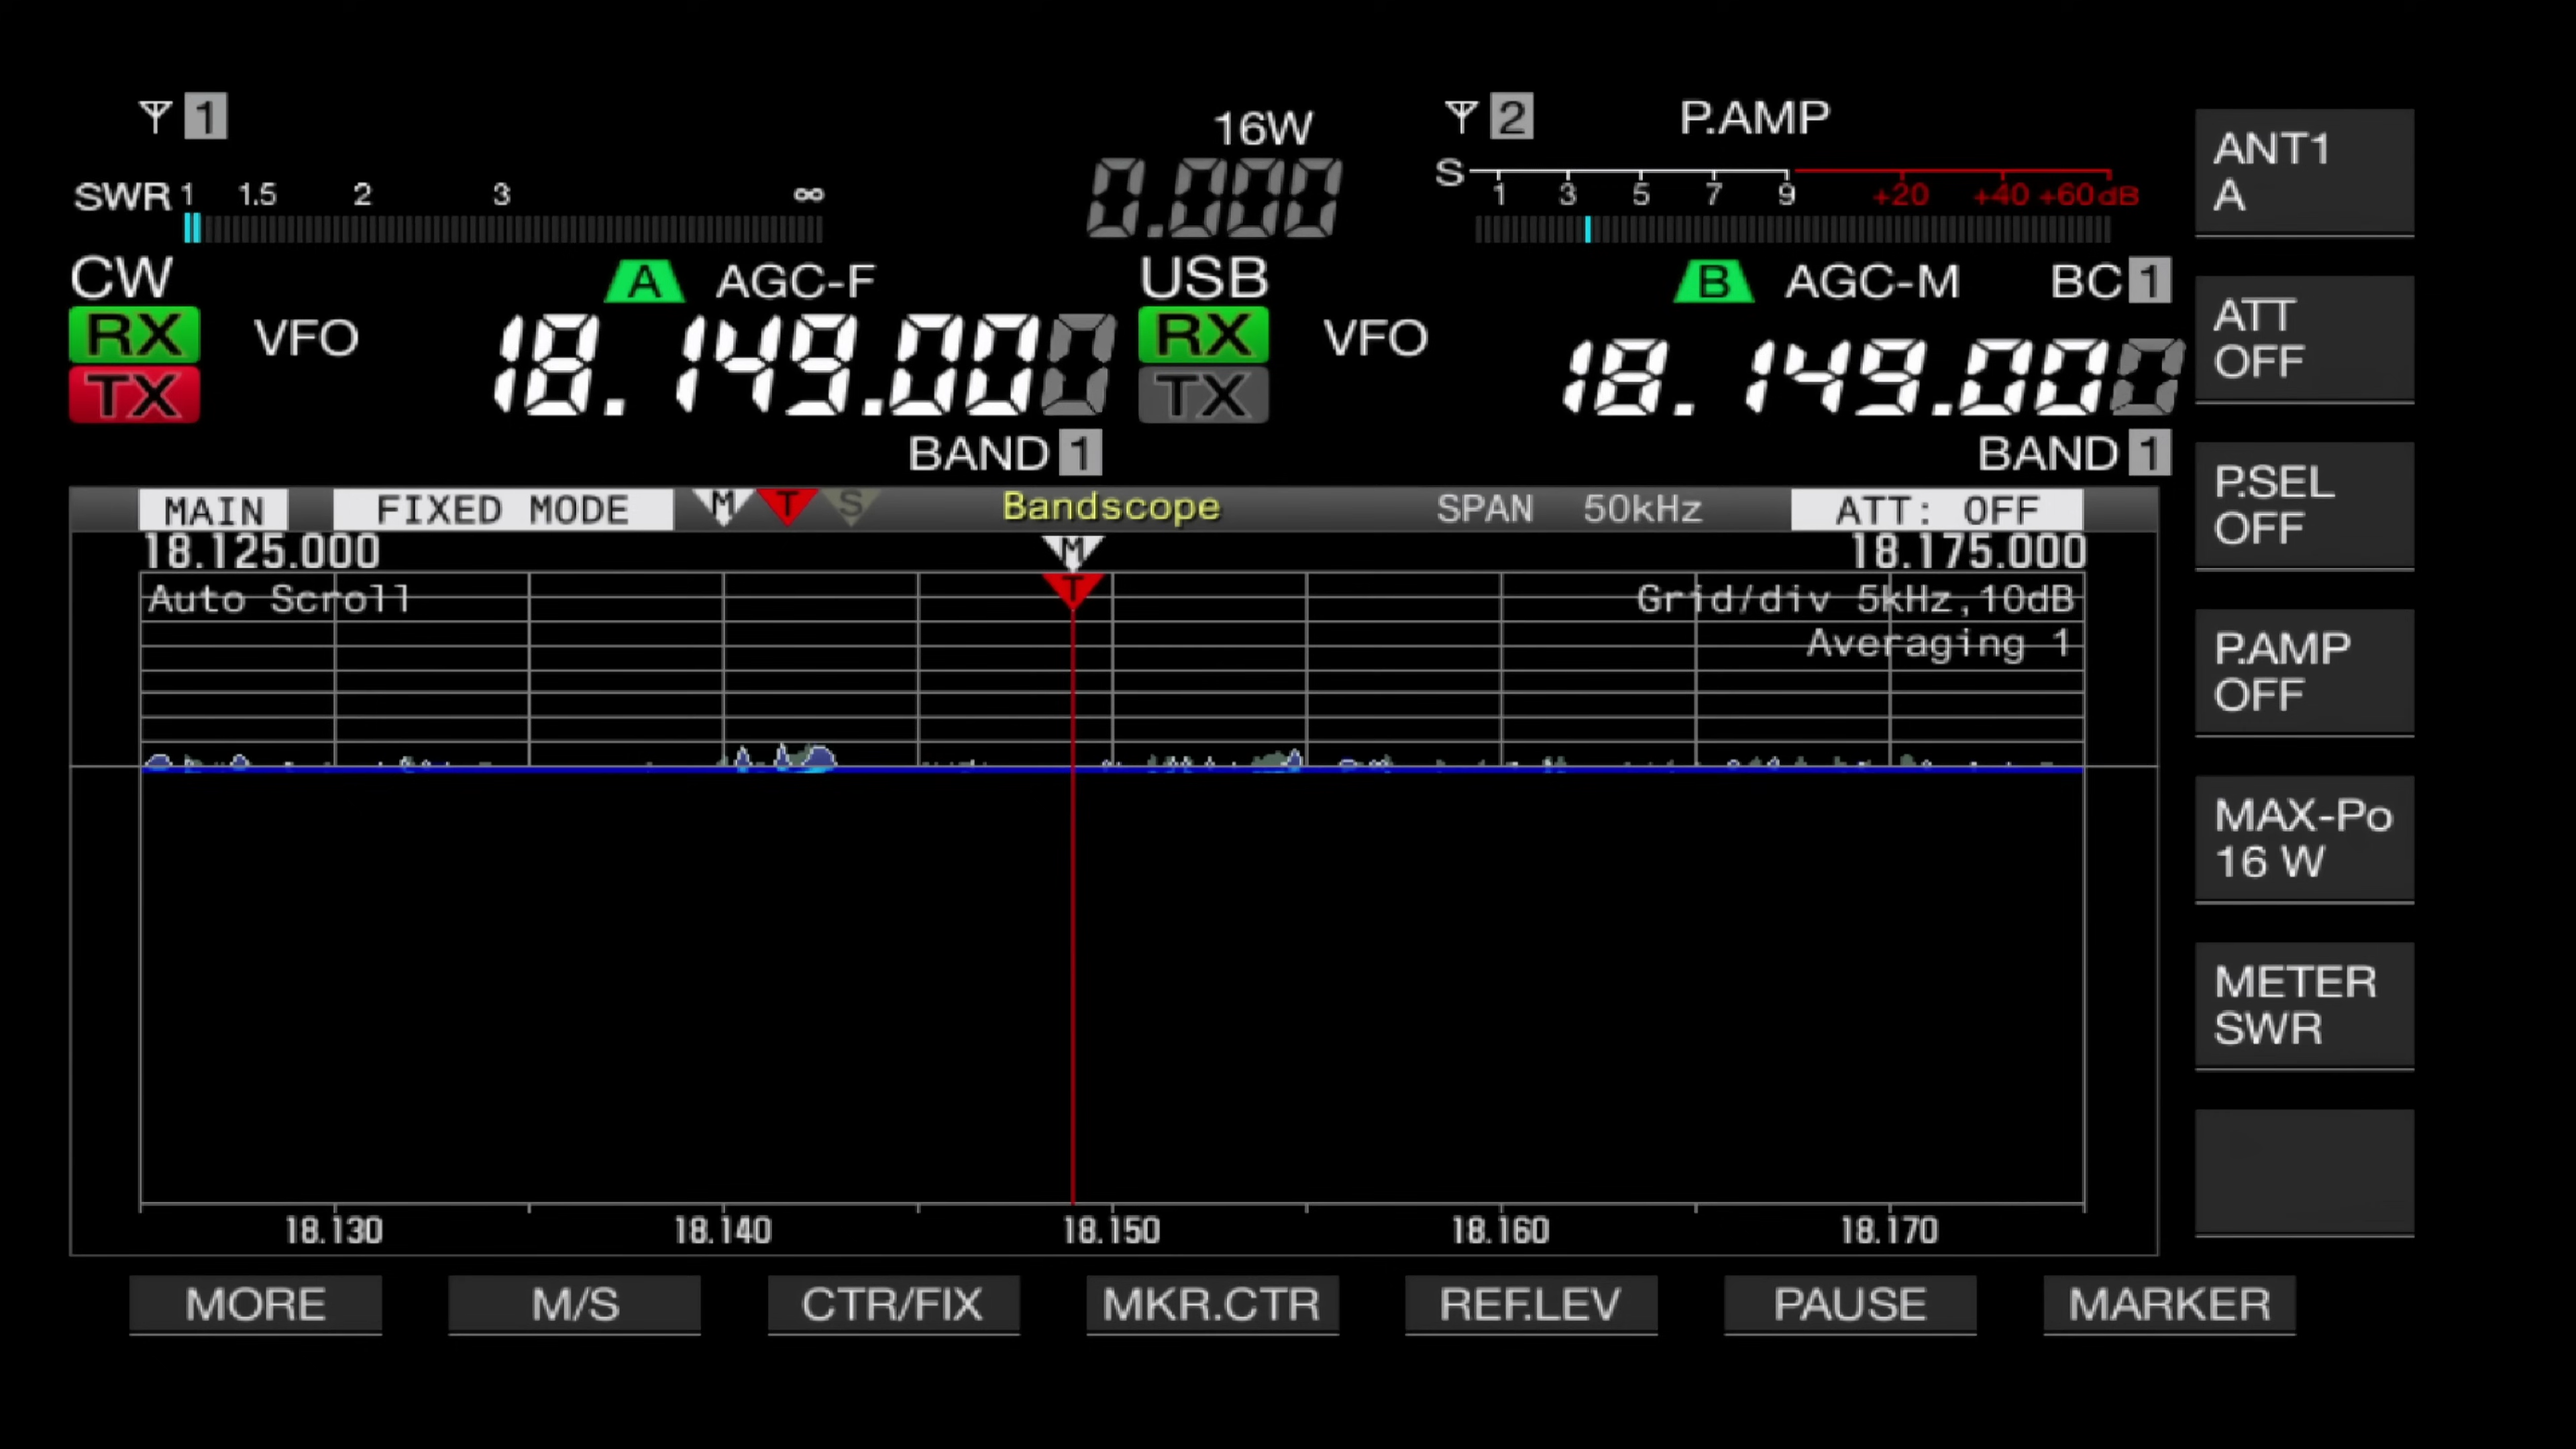 1 16W 2 P.AMP
0.000
SWR 1 1.5 2 3 ∞ S 1 3 5 7 9 +20 +40 +60dB
CW A AGC-F USB B AGC-M BC 1
RX VFO 18.149.000 RX VFO 18.149.000
TX TX
BAND 1 BAND 1
MAIN FIXED MODE M T S Bandscope SPAN 50kHz ATT: OFF
18.125.000 M 18.175.000
Auto Scroll T Grid/div 5kHz,10dB
Averaging 1
18.130 18.140 18.150 18.160 18.170
ANT1
A
ATT
OFF
P.SEL
OFF
P.AMP
OFF
MAX-Po
16 W
METER
SWR
MORE M/S CTR/FIX MKR.CTR REF.LEV PAUSE MARKER